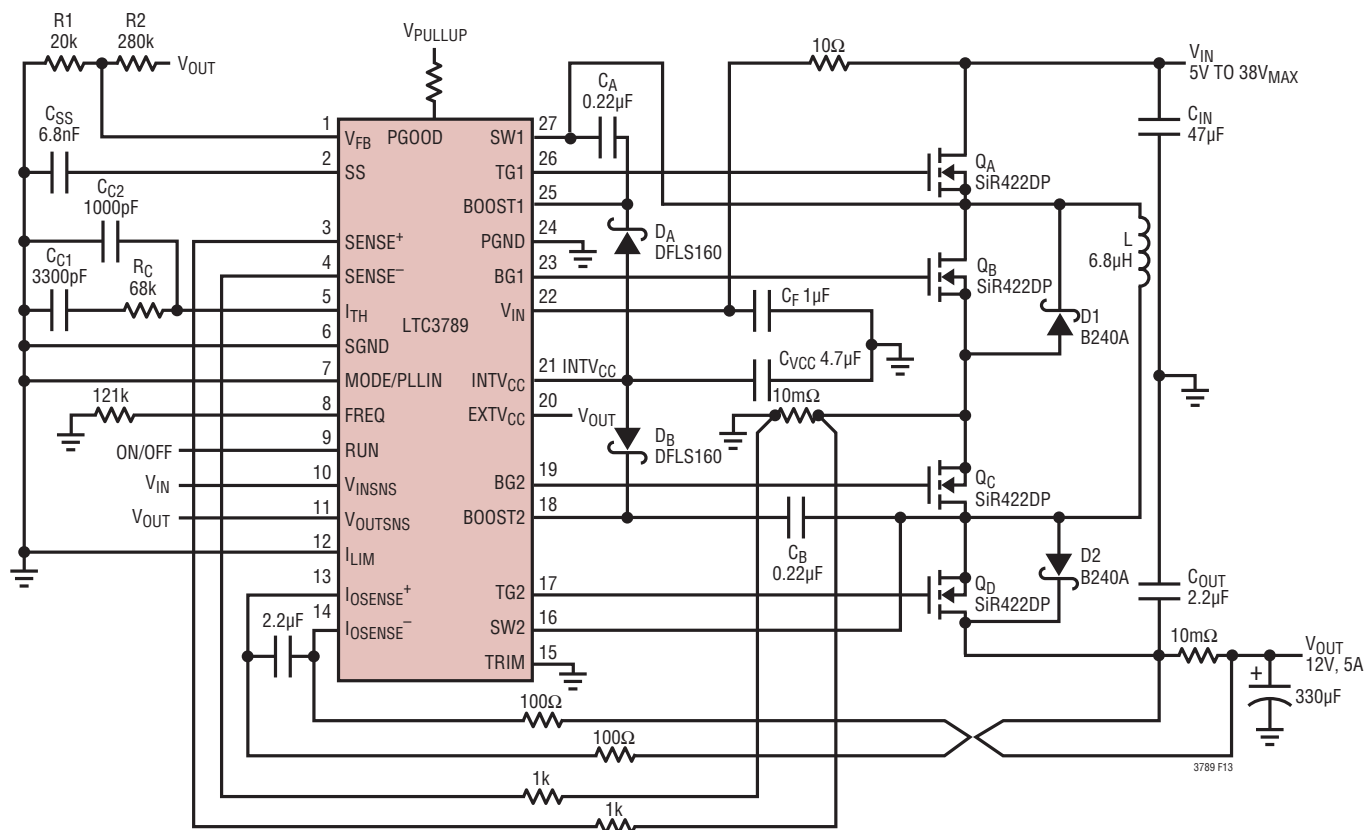 R1
20k
R2
280k
VOUT
CSS
6.8nF
CC2
1000pF
CC1
3300pF
RC
68k
121k
ON/OFF
VIN
VOUT
2.2µF
VPULLUP
1
VFB
PGOOD
2
SS
3
SENSE+
4
SENSE−
5
ITH
LTC3789
6
SGND
7
MODE/PLLIN
8
FREQ
9
RUN
10
VINSNS
11
VOUTSNS
12
ILIM
13
IOSENSE+
14
IOSENSE−
SW1
27
TG1
26
BOOST1
25
PGND
24
BG1
23
VIN
22
INTVCC
21
INTVCC
EXTVCC
20
VOUT
BG2
19
BOOST2
18
TG2
17
SW2
16
TRIM
15
CA
0.22µF
DA
DFLS160
CF 1µF
CVCC 4.7µF
10mΩ
DB
DFLS160
CB
0.22µF
10Ω
VIN
5V TO 38VMAX
CIN
47µF
QA
SiR422DP
QB
SiR422DP
L
6.8µH
D1
B240A
QC
SiR422DP
D2
B240A
QD
SiR422DP
COUT
2.2µF
10mΩ
VOUT
12V, 5A
+
330µF
100Ω
100Ω
1k
1k
3789 F13